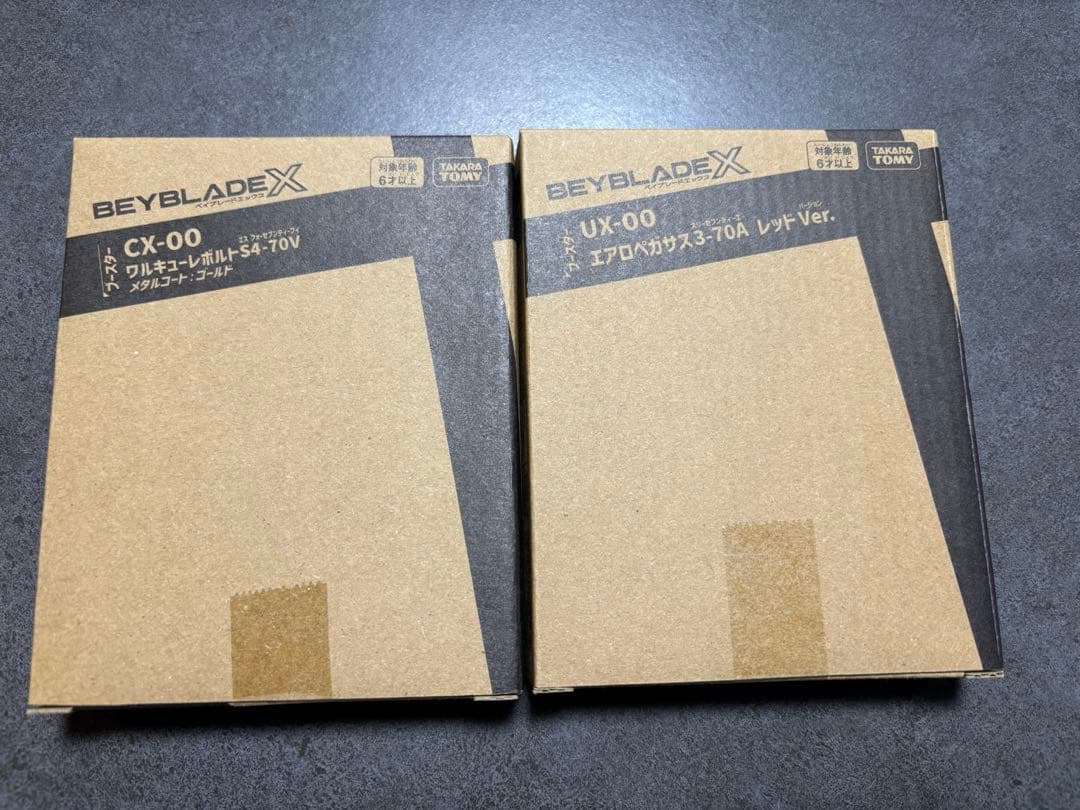 BEYBLADE X
ベイブレードエックス
対象年齢
6才以上
TAKARA
TOMY
ブースター
CX-00
エス フォーセブンティ・ブイ
ワルキューレボルトS4-70V
メタルコート:ゴールド
BEYBLADE X
ベイブレードエックス
対象年齢
6才以上
TAKARA
TOMY
ブースター
UX-00
スリーセブンティ・エー
バージョン
エアロペガサス3-70A レッドVer.